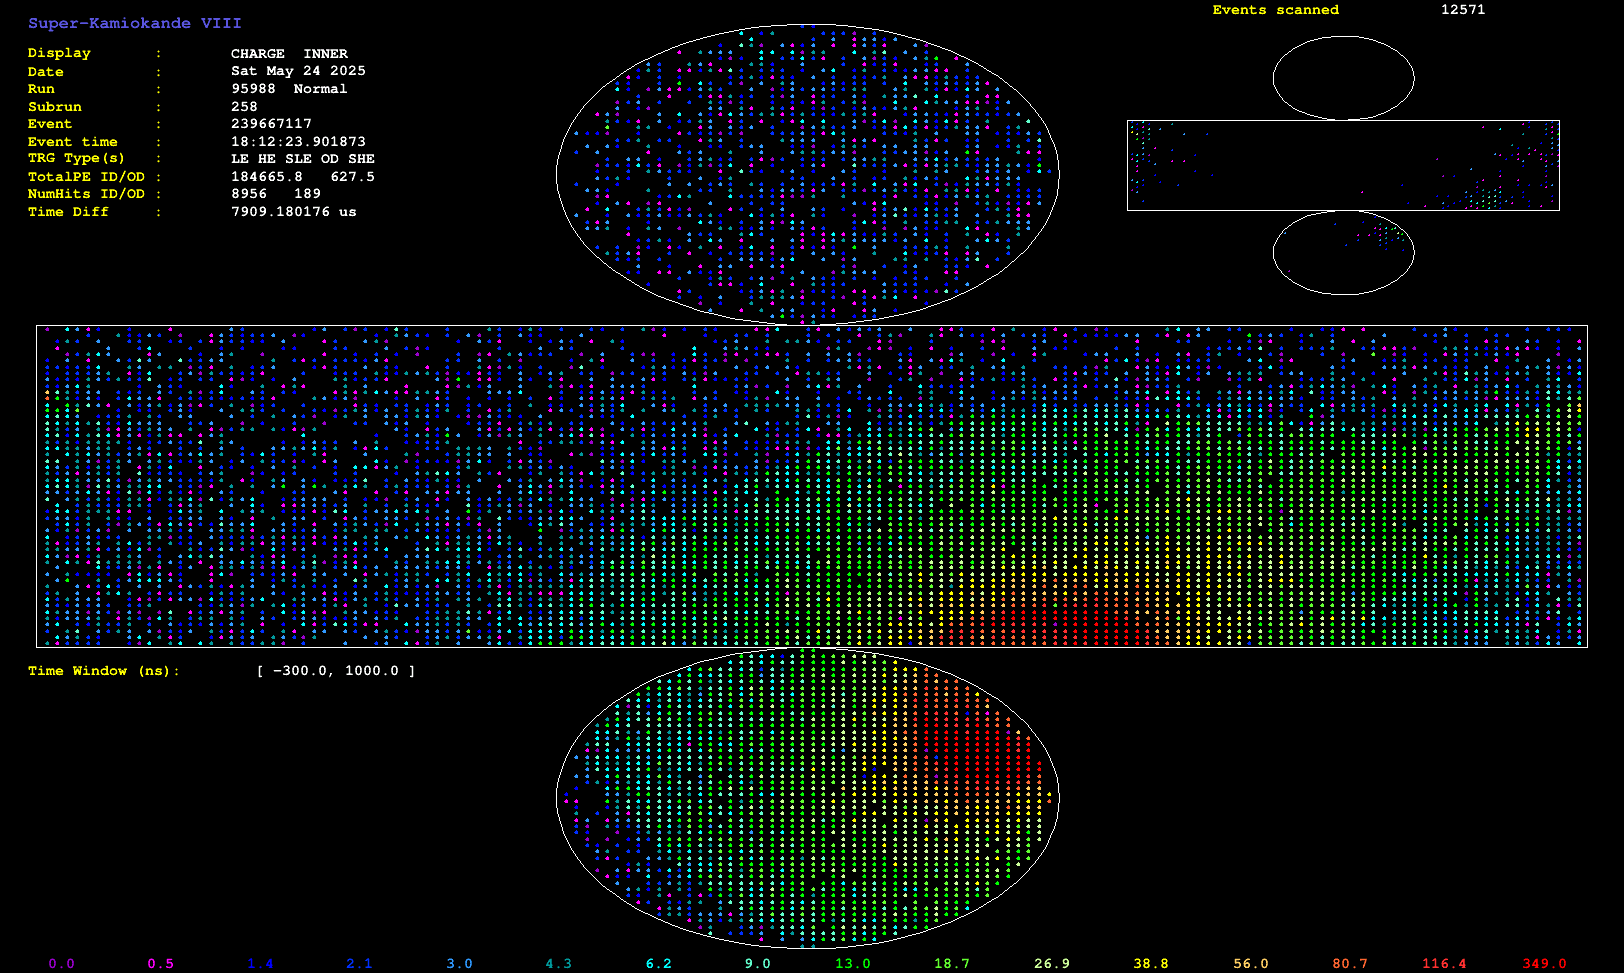 Super-Kamiokande VIII
Display : CHARGE INNER
Date : Sat May 24 2025
Run : 95988 Normal
Subrun : 258
Event : 239667117
Event time : 18:12:23.901873
TRG Type(s) : LE HE SLE OD SHE
TotalPE ID/OD : 184665.8 627.5
NumHits ID/OD : 8956 189
Time Diff : 7909.180176 us
Events scanned 12571
Time Window (ns): [ -300.0, 1000.0 ]
0.0 0.5 1.4 2.1 3.0 4.3 6.2 9.0 13.0 18.7 26.9 38.8 56.0 80.7 116.4 349.0